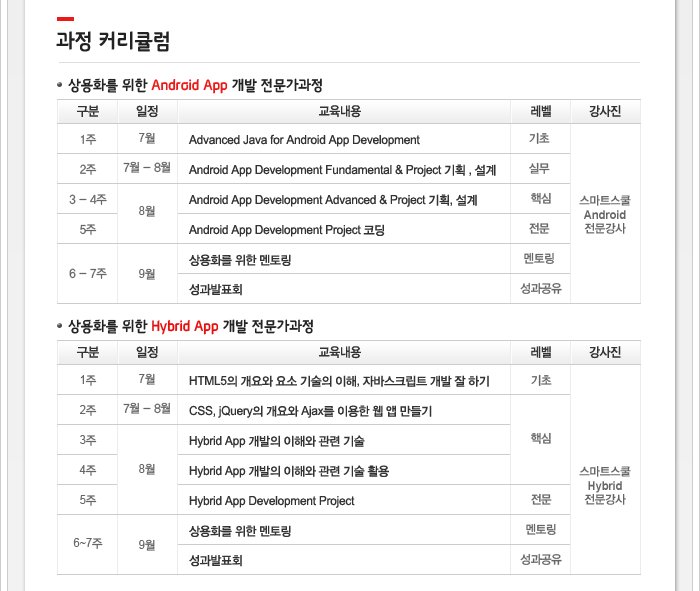 과정 커리큘럼
상용화를 위한 Android App 개발 전문가과정
구분 일정 교육내용 레벨 강사진
1주 7월 Advanced Java for Android App Development 기초
2주 7월 – 8월 Android App Development Fundamental & Project 기획 , 설계 실무
3 – 4주 8월 Android App Development Advanced & Project 기획, 설계 핵심
5주 Android App Development Project 코딩 전문
6 – 7주 9월 상용화를 위한 멘토링 멘토링
성과발표회 성과공유
스마트스쿨
Android
전문강사
상용화를 위한 Hybrid App 개발 전문가과정
구분 일정 교육내용 레벨 강사진
1주 7월 HTML5의 개요와 요소 기술의 이해, 자바스크립트 개발 잘 하기 기초
2주 7월 – 8월 CSS, jQuery의 개요와 Ajax를 이용한 웹 앱 만들기 핵심
3주 8월 Hybrid App 개발의 이해와 관련 기술
4주 Hybrid App 개발의 이해와 관련 기술 활용
5주 Hybrid App Development Project 전문
6~7주 9월 상용화를 위한 멘토링 멘토링
성과발표회 성과공유
스마트스쿨
Hybrid
전문강사